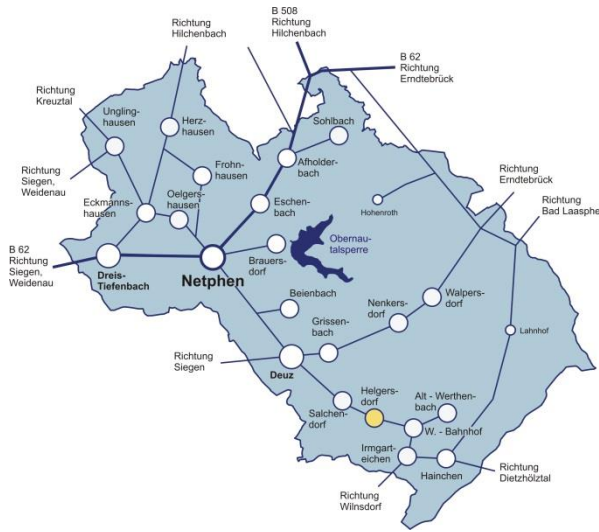 B 508
Richtung
Hilchenbach
Richtung
Hilchenbach
B 62
Richtung
Erndtebrück
Richtung
Kreuztal
Unglinghausen
Herz-
hausen
Sohlbach
Frohn-
hausen
Afholder-
bach
Richtung
Siegen,
Weidenau
Eckmanns-
hausen
Oelgers-
hausen
Eschen-
bach
Hohenroth
Richtung
Erndtebrück
Richtung
Bad Laasphe
B 62
Richtung
Siegen,
Weidenau
Dreis-
Tiefenbach
Netphen
Brauers-
dorf
Obernau-
talsperre
Beienbach
Grissen-
bach
Nenkers-
dorf
Walpers-
dorf
Lahnhof
Richtung
Siegen
Deuz
Salchen-
dorf
Helgers-
dorf
Alt - Werthen-
bach
W. - Bahnhof
Irmgart-
eichen
Hainchen
Richtung
Wilnsdorf
Richtung
Dietzhölztal